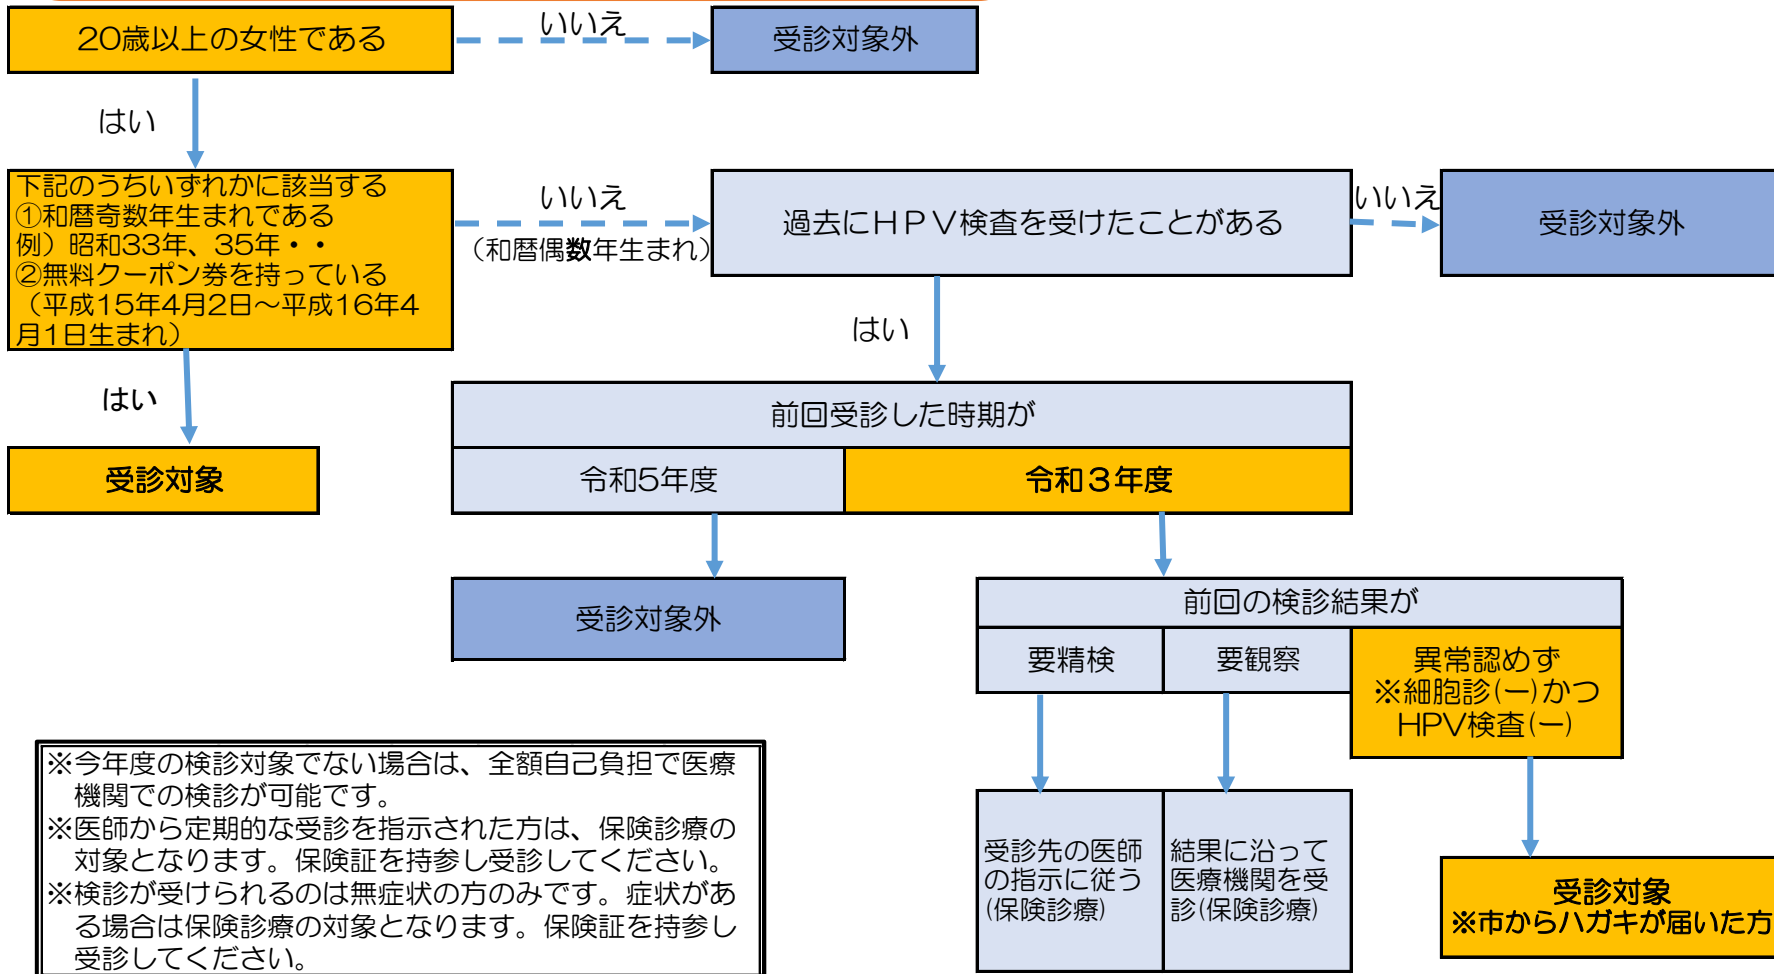 20歳以上の女性である
いいえ
受診対象外
はい
下記のうちいずれかに該当する
①和暦奇数年生まれである
例）昭和33年、35年・・
②無料クーポン券を持っている
（平成15年4月2日～平成16年4
月1日生まれ）
いいえ
（和暦偶数年生まれ）
過去にＨＰＶ検査を受けたことがある
いいえ
受診対象外
はい
はい
受診対象
前回受診した時期が
令和5年度
令和３年度
受診対象外
前回の検診結果が
要精検
要観察
異常認めず
※細胞診(ー)かつ
HPV検査(ー)
受診先の医師
の指示に従う
(保険診療)
結果に沿って
医療機関を受
診(保険診療)
受診対象
※市からハガキが届いた方
※今年度の検診対象でない場合は、全額自己負担で医療
機関での検診が可能です。
※医師から定期的な受診を指示された方は、保険診療の
対象となります。保険証を持参し受診してください。
※検診が受けられるのは無症状の方のみです。症状があ
る場合は保険診療の対象となります。保険証を持参し
受診してください。